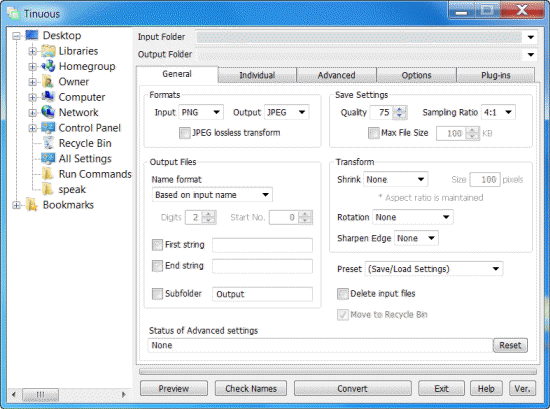 Tinuous
Desktop
Libraries
Homegroup
Owner
Computer
Network
Control Panel
Recycle Bin
All Settings
Run Commands
speak
Bookmarks
Input Folder
Output Folder
General Individual Advanced Options Plug-ins
Formats
Input PNG Output JPEG
JPEG lossless transform
Save Settings
Quality 75 Sampling Ratio 4:1
Max File Size 100 KB
Output Files
Name format
Based on input name
Digits 2 Start No. 0
First string
End string
Subfolder Output
Transform
Shrink None Size 100 pixels
* Aspect ratio is maintained
Rotation None
Sharpen Edge None
Preset (Save/Load Settings)
Delete input files
Move to Recycle Bin
Status of Advanced settings
None Reset
Preview Check Names Convert Exit Help Ver.